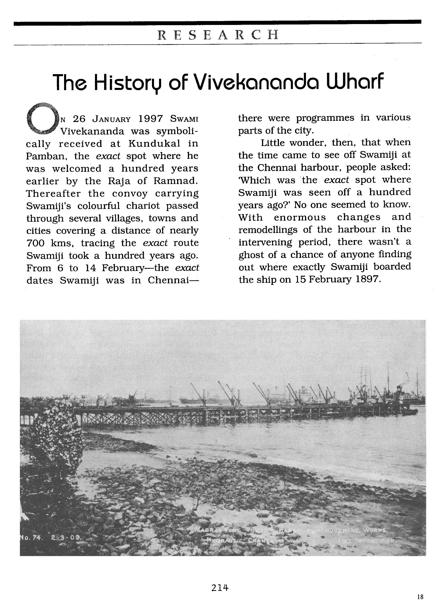 RESEARCH
The History of Vivekananda Wharf
ON 26 JANUARY 1997 SWAMI
Vivekananda was symboli-
cally received at Kundukal in
Pamban, the exact spot where he
was welcomed a hundred years
earlier by the Raja of Ramnad.
Thereafter the convoy carrying
Swamiji's colourful chariot passed
through several villages, towns and
cities covering a distance of nearly
700 kms, tracing the exact route
Swamiji took a hundred years ago.
From 6 to 14 February—the exact
dates Swamiji was in Chennai—
there were programmes in various
parts of the city.
Little wonder, then, that when
the time came to see off Swamiji at
the Chennai harbour, people asked:
'Which was the exact spot where
Swamiji was seen off a hundred
years ago?' No one seemed to know.
With enormous changes and
remodellings of the harbour in the
intervening period, there wasn't a
ghost of a chance of anyone finding
out where exactly Swamiji boarded
the ship on 15 February 1897.
No. 74. 2-3-09.
214
18